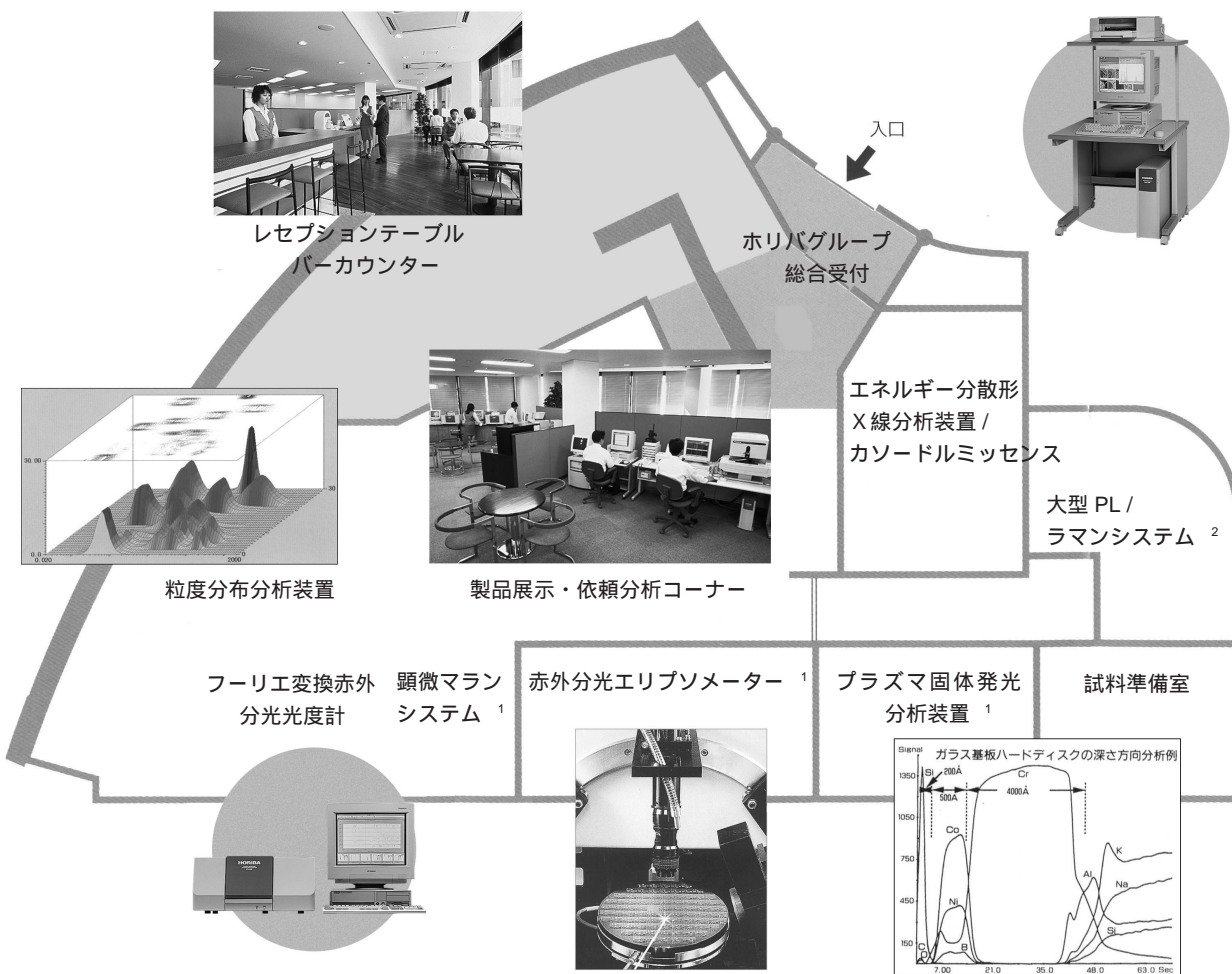 入口
レセプションテーブル
バーカウンター
ホリバグループ
総合受付
エネルギー分散形
X線分析装置 /
カソードルミッセンス
大型 PL /
ラマンシステム 2
30.00
30
0.0
0.020
2000
0
粒度分布分析装置
製品展示・依頼分析コーナー
フーリエ変換赤外
分光光度計
顕微マラン
システム 1
赤外分光エリプソメーター 1
プラズマ固体発光
分析装置 1
試料準備室
HORIBA
Signal
ガラス基板ハードディスクの深さ方向分析例
1350
Si
200Å
Cr
500Å
4000Å
1050
Co
750
K
Al
Na
450
Ni
Si
150
C
O
B
7.00 21.0 35.0 48.0 63.0 Sec